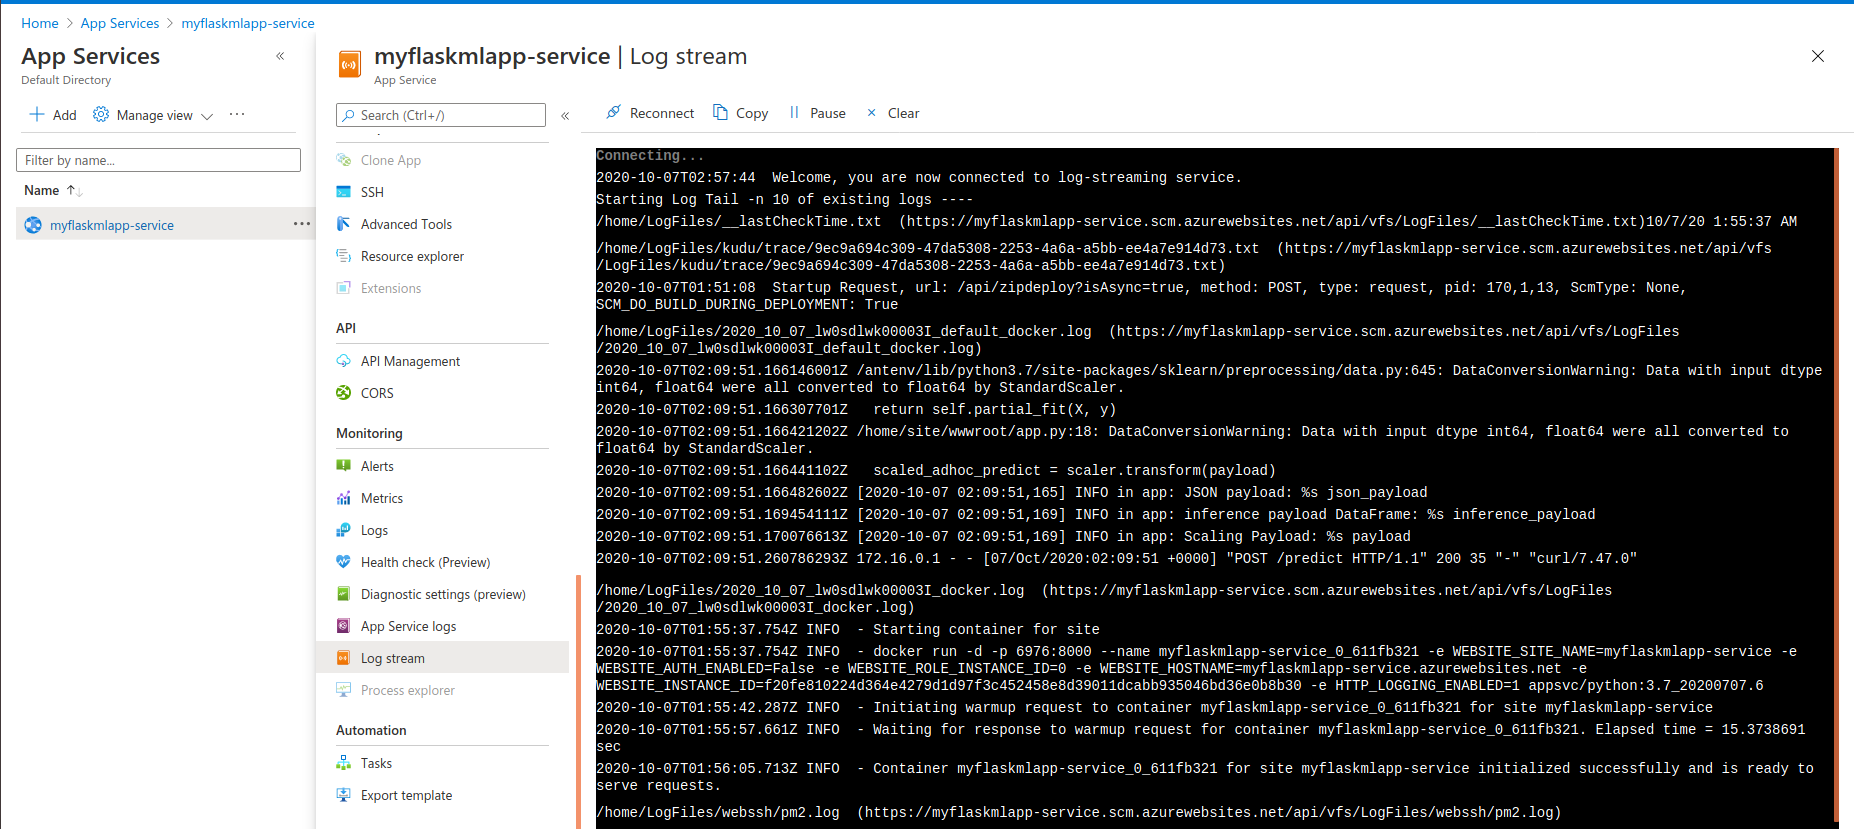 Home > App Services > myflaskmlapp-service
App Services «
Default Directory
+ Add Manage view ...
Filter by name...
Name ↑↓
myflaskmlapp-service ...
myflaskmlapp-service | Log stream
App Service
Search (Ctrl+/) «
Clone App
SSH
Advanced Tools
Resource explorer
Extensions
API
API Management
CORS
Monitoring
Alerts
Metrics
Logs
Health check (Preview)
Diagnostic settings (preview)
App Service logs
Log stream
Process explorer
Automation
Tasks
Export template
Reconnect Copy Pause Clear
Connecting...
2020-10-07T02:57:44  Welcome, you are now connected to log-streaming service.
Starting Log Tail -n 10 of existing logs ----
/home/LogFiles/__lastCheckTime.txt  (https://myflaskmlapp-service.scm.azurewebsites.net/api/vfs/LogFiles/__lastCheckTime.txt)10/7/20 1:55:37 AM
/home/LogFiles/kudu/trace/9ec9a694c309-47da5308-2253-4a6a-a5bb-ee4a7e914d73.txt  (https://myflaskmlapp-service.scm.azurewebsites.net/api/vfs
/LogFiles/kudu/trace/9ec9a694c309-47da5308-2253-4a6a-a5bb-ee4a7e914d73.txt)
2020-10-07T01:51:08  Startup Request, url: /api/zipdeploy?isAsync=true, method: POST, type: request, pid: 170,1,13, ScmType: None,
SCM_DO_BUILD_DURING_DEPLOYMENT: True
/home/LogFiles/2020_10_07_lw0sdlwk00003I_default_docker.log  (https://myflaskmlapp-service.scm.azurewebsites.net/api/vfs/LogFiles
/2020_10_07_lw0sdlwk00003I_default_docker.log)
2020-10-07T02:09:51.166146001Z /antenv/lib/python3.7/site-packages/sklearn/preprocessing/data.py:645: DataConversionWarning: Data with input dtype
int64, float64 were all converted to float64 by StandardScaler.
2020-10-07T02:09:51.166307701Z   return self.partial_fit(X, y)
2020-10-07T02:09:51.166421202Z /home/site/wwwroot/app.py:18: DataConversionWarning: Data with input dtype int64, float64 were all converted to
float64 by StandardScaler.
2020-10-07T02:09:51.166441102Z   scaled_adhoc_predict = scaler.transform(payload)
2020-10-07T02:09:51.166482602Z [2020-10-07 02:09:51,165] INFO in app: JSON payload: %s json_payload
2020-10-07T02:09:51.169454111Z [2020-10-07 02:09:51,169] INFO in app: inference payload DataFrame: %s inference_payload
2020-10-07T02:09:51.170076613Z [2020-10-07 02:09:51,169] INFO in app: Scaling Payload: %s payload
2020-10-07T02:09:51.260786293Z 172.16.0.1 - - [07/Oct/2020:02:09:51 +0000] "POST /predict HTTP/1.1" 200 35 "-" "curl/7.47.0"
/home/LogFiles/2020_10_07_lw0sdlwk00003I_docker.log  (https://myflaskmlapp-service.scm.azurewebsites.net/api/vfs/LogFiles
/2020_10_07_lw0sdlwk00003I_docker.log)
2020-10-07T01:55:37.754Z INFO  - Starting container for site
2020-10-07T01:55:37.754Z INFO  - docker run -d -p 6976:8000 --name myflaskmlapp-service_0_611fb321 -e WEBSITE_SITE_NAME=myflaskmlapp-service -e
WEBSITE_AUTH_ENABLED=False -e WEBSITE_ROLE_INSTANCE_ID=0 -e WEBSITE_HOSTNAME=myflaskmlapp-service.azurewebsites.net -e
WEBSITE_INSTANCE_ID=f20fe810224d364e4279d1d97f3c452458e8d39011dcabb935046bd36e0b8b30 -e HTTP_LOGGING_ENABLED=1 appsvc/python:3.7_20200707.6
2020-10-07T01:55:42.287Z INFO  - Initiating warmup request to container myflaskmlapp-service_0_611fb321 for site myflaskmlapp-service
2020-10-07T01:55:57.661Z INFO  - Waiting for response to warmup request for container myflaskmlapp-service_0_611fb321. Elapsed time = 15.3738691
sec
2020-10-07T01:56:05.713Z INFO  - Container myflaskmlapp-service_0_611fb321 for site myflaskmlapp-service initialized successfully and is ready to
serve requests.
/home/LogFiles/webssh/pm2.log  (https://myflaskmlapp-service.scm.azurewebsites.net/api/vfs/LogFiles/webssh/pm2.log)